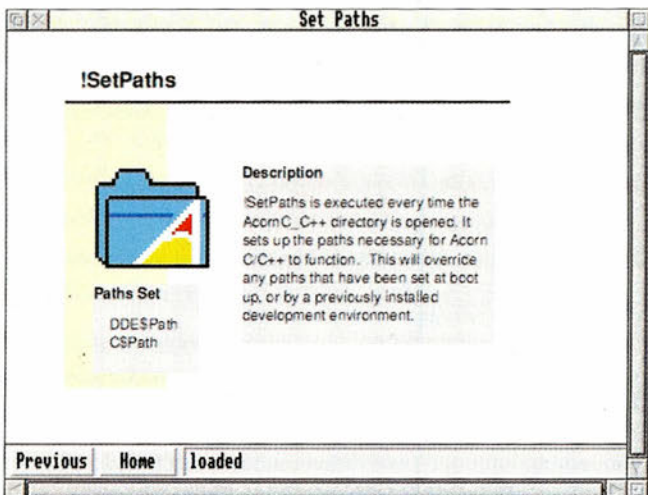 Set Paths
!SetPaths
Description
!SetPaths is executed every time the
AcornC_C++ directory is opened. It
sets up the paths necessary for Acorn
C/C++ to function. This will override
any paths that have been set at boot
up, or by a previously installed
development environment.
Paths Set
DDE$Path
C$Path
Previous
Home
loaded